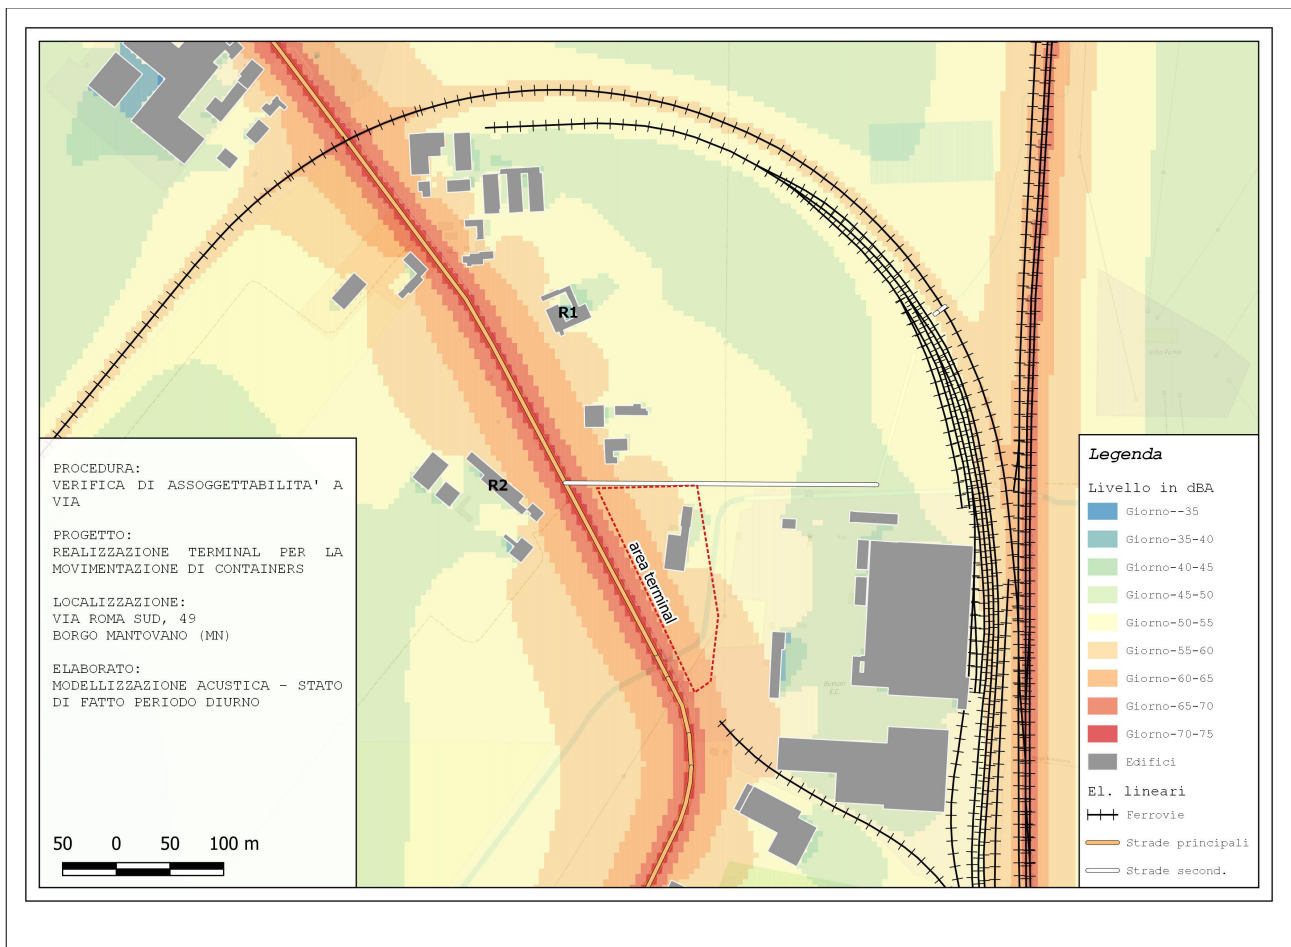 R1
R2
area terminal
PROCEDURA:
VERIFICA DI ASSOGGETTABILITA' A
VIA
PROGETTO:
REALIZZAZIONE TERMINAL PER LA
MOVIMENTAZIONE DI CONTAINERS
LOCALIZZAZIONE:
VIA ROMA SUD, 49
BORGO MANTOVANO (MN)
ELABORATO:
MODELLIZZAZIONE ACUSTICA - STATO
DI FATTO PERIODO DIURNO
50 0 50 100 m
Legenda
Livello in dBA
Giorno--35
Giorno-35-40
Giorno-40-45
Giorno-45-50
Giorno-50-55
Giorno-55-60
Giorno-60-65
Giorno-65-70
Giorno-70-75
Edifici
El. lineari
Ferrovie
Strade principali
Strade second.